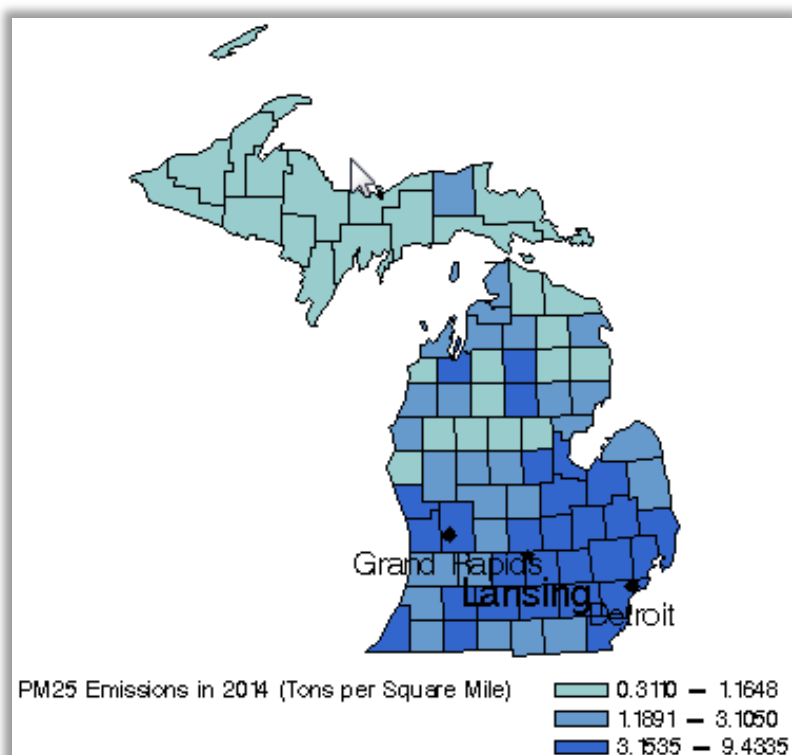 Grand Rapids
Lansing
Detroit
PM25 Emissions in 2014 (Tons per Square Mile)
0.3110 – 1.1648
1.1891 – 3.1050
3.1535 – 9.4335